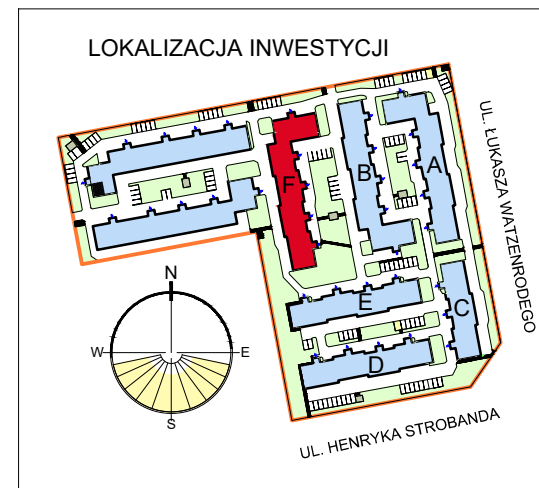 LOKALIZACJA INWESTYCJI
UL. ŁUKASZA WATZENRODEGO
A
B
F
C
E
D
N
W
E
S
UL. HENRYKA STROBANDA